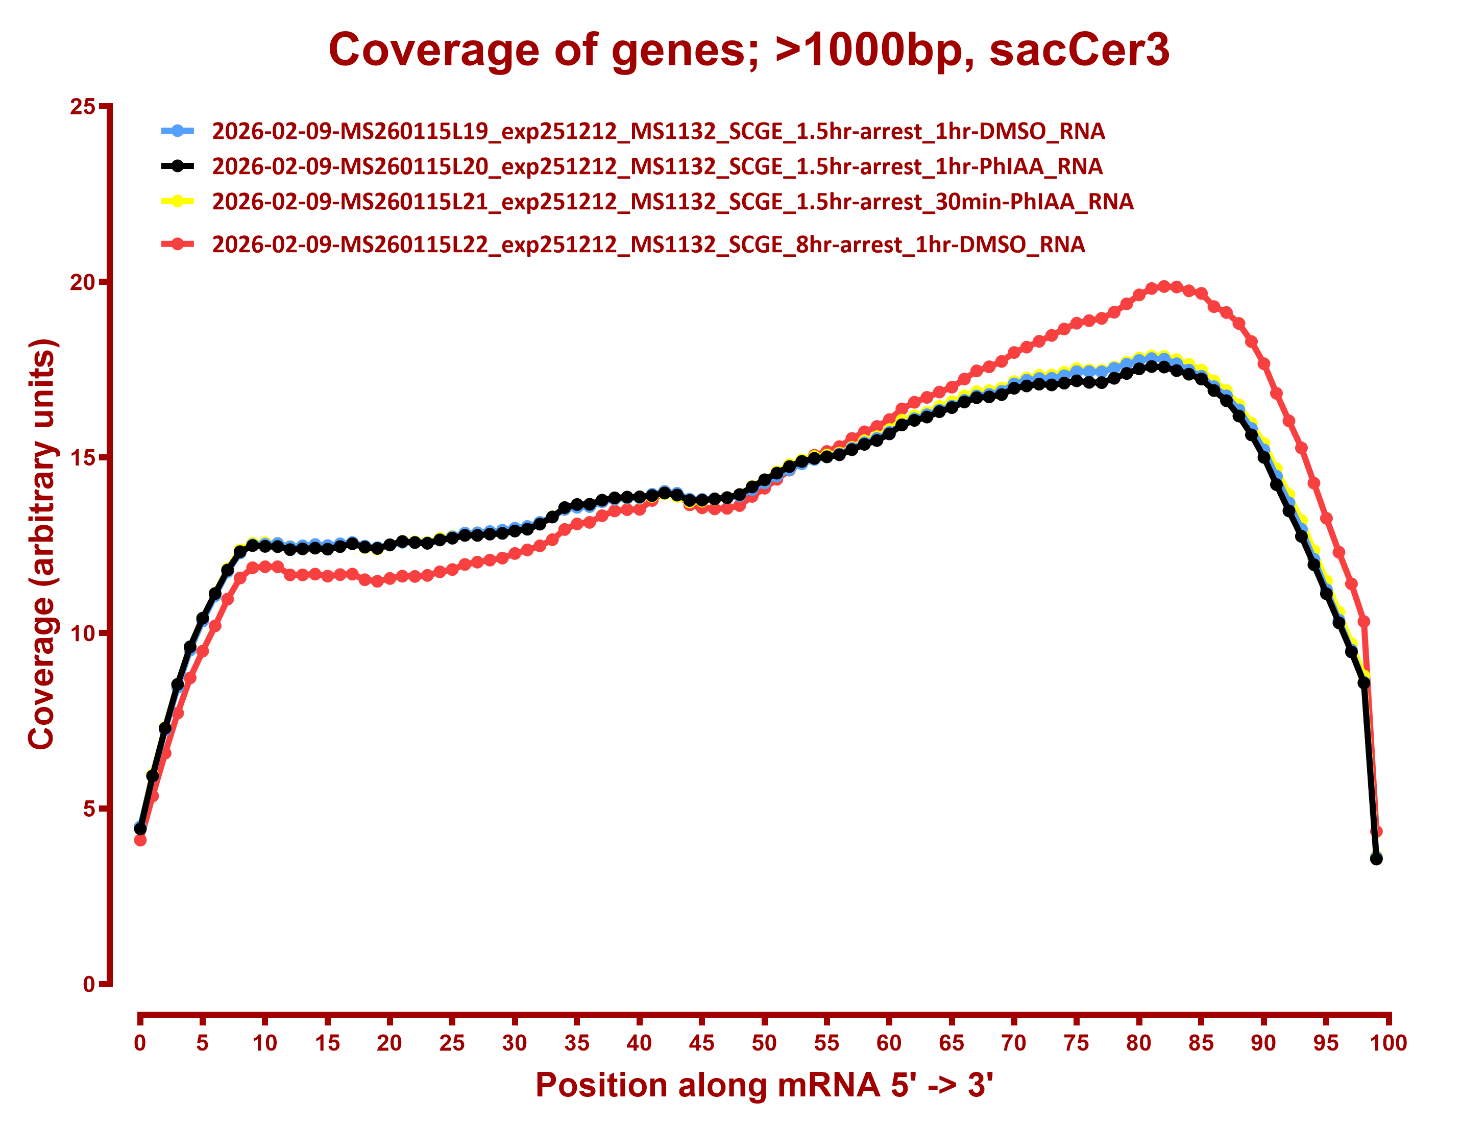 Coverage of genes; >1000bp, sacCer3
25
2026-02-09-MS260115L19_exp251212_MS1132_SCGE_1.5hr-arrest_1hr-DMSO_RNA
2026-02-09-MS260115L20_exp251212_MS1132_SCGE_1.5hr-arrest_1hr-PhIAA_RNA
2026-02-09-MS260115L21_exp251212_MS1132_SCGE_1.5hr-arrest_30min-PhIAA_RNA
2026-02-09-MS260115L22_exp251212_MS1132_SCGE_8hr-arrest_1hr-DMSO_RNA
20
15
10
5
0
Coverage (arbitrary units)
0 5 10 15 20 25 30 35 40 45 50 55 60 65 70 75 80 85 90 95 100
Position along mRNA 5' -> 3'